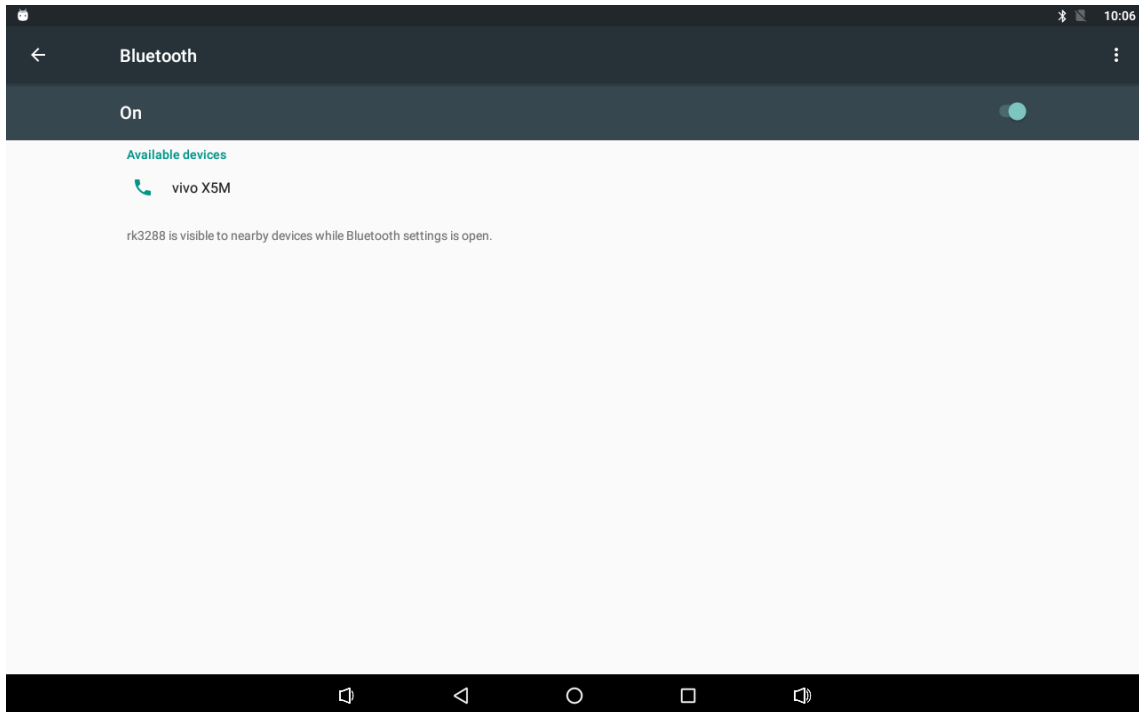 10:06
Bluetooth
On
Available devices
vivo X5M
rk3288 is visible to nearby devices while Bluetooth settings is open.